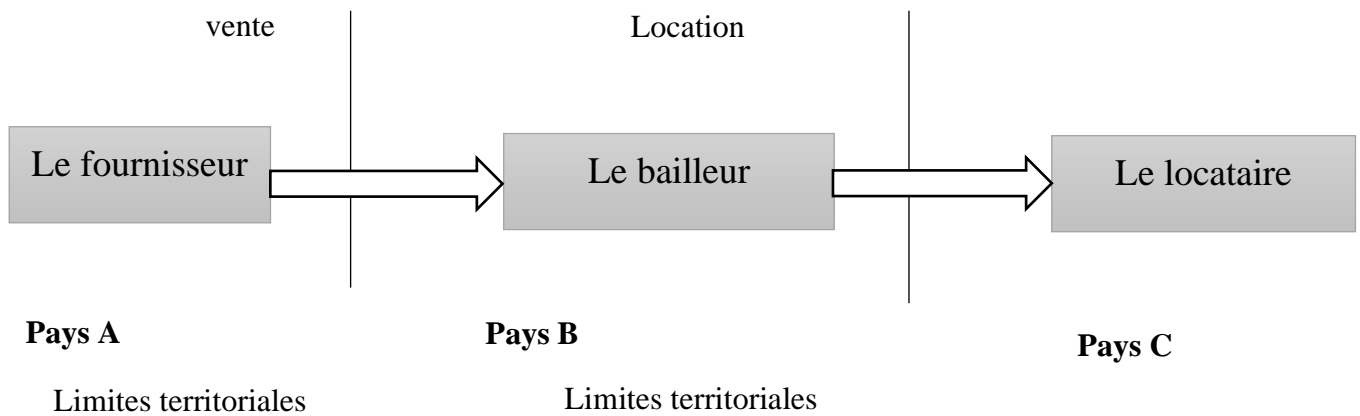 vente
Location
Le fournisseur
Le bailleur
Le locataire
Pays A
Pays B
Pays C
Limites territoriales
Limites territoriales